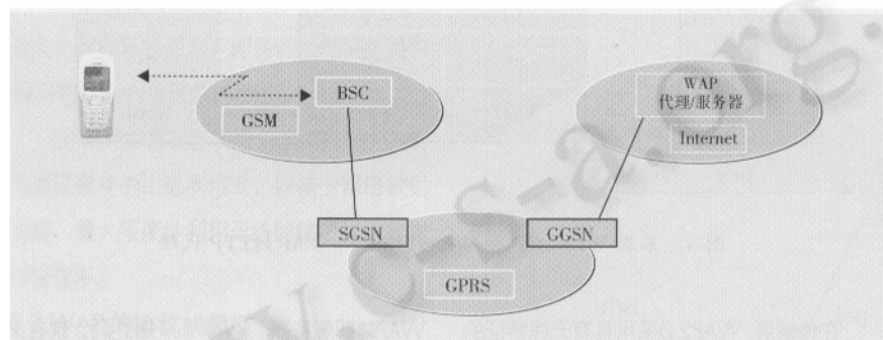 BSC
GSM
WAP
代理/服务器
Internet
SGSN
GGSN
GPRS